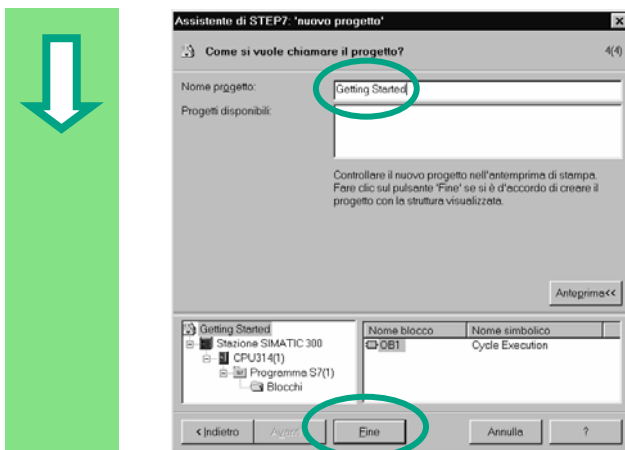 Assistente di STEP7: 'nuovo progetto'
Come si vuole chiamare il progetto? 4(4)
Nome progetto: Getting Started
Progetti disponibili:
Controllare il nuovo progetto nell'antemprima di stampa.
Fare clic sul pulsante 'Fine' se si è d'accordo di creare il
progetto con la struttura visualizzata.
Anteprima<<
Getting Started
Stazione SIMATIC 300
CPU314(1)
Programma S7(1)
Blocchi
Nome blocco Nome simbolico
OB1 Cycle Execution
<Indietro Fine Annulla ?